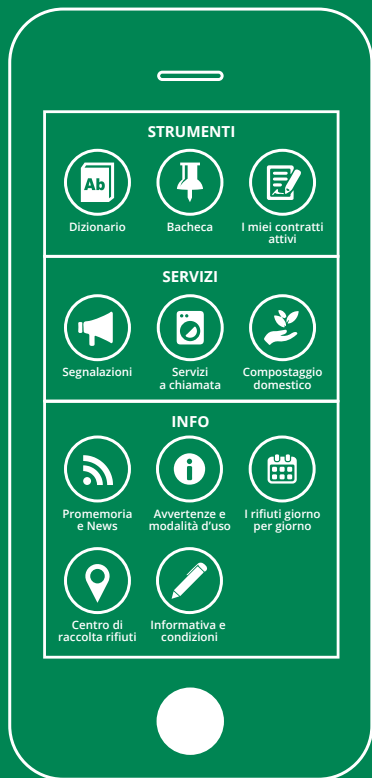 STRUMENTI
Ab
Dizionario
Bacheca
I miei contratti
attivi
SERVIZI
Segnalazioni
Servizi
a chiamata
Compostaggio
domestico
INFO
Promemoria
e News
Avvertenze e
modalità d'uso
I rifiuti giorno
per giorno
Centro di
raccolta rifiuti
Informativa e
condizioni